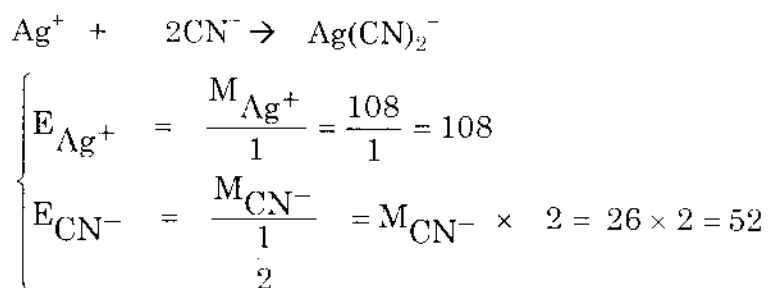 Ag⁺ + 2CN⁻ → Ag(CN)₂⁻
E_Ag⁺ = M_Ag⁺ / 1 = 108 / 1 = 108
E_CN⁻ = M_CN⁻ / (1 / 2) = M_CN⁻ × 2 = 26 × 2 = 52